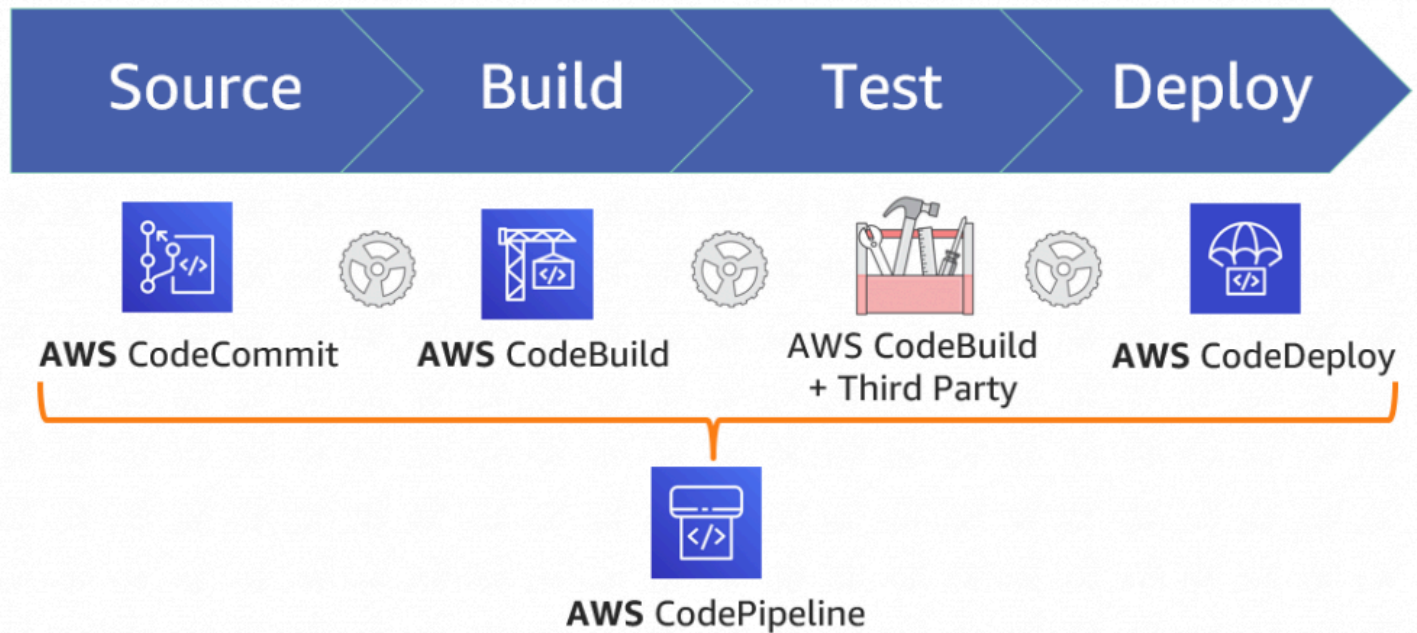 Source Build Test Deploy
AWS CodeCommit
AWS CodeBuild
AWS CodeBuild
+ Third Party
AWS CodeDeploy
AWS CodePipeline